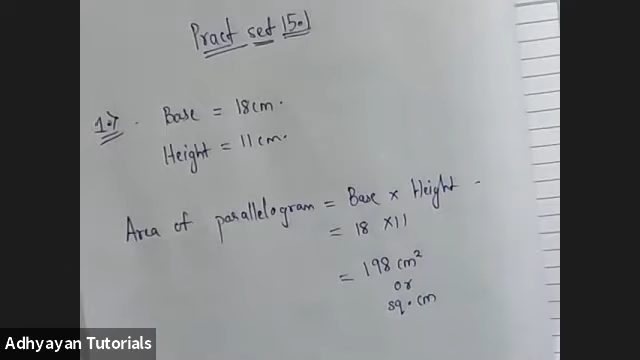 Pract set 15.1
1.→ Base = 18cm.
Height = 11cm.
Area of parallelogram = Base × Height
= 18 × 11
= 198 cm²
or
sq. cm
Adhyayan Tutorials